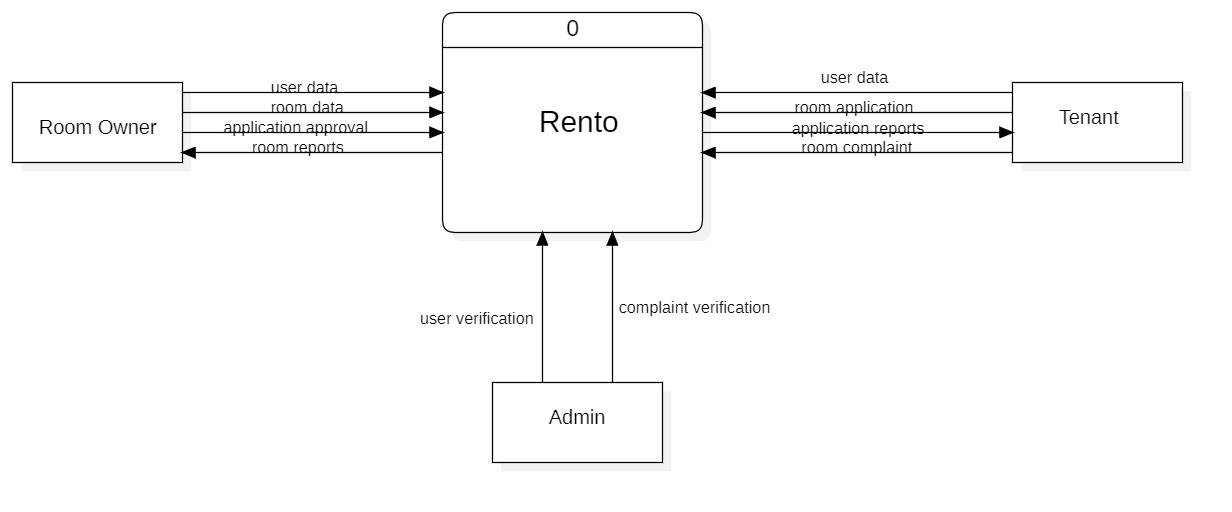 0
Rento
Room Owner
user data
room data
application approval
room reports
user data
room application
application reports
room complaint
Tenant
user verification
complaint verification
Admin